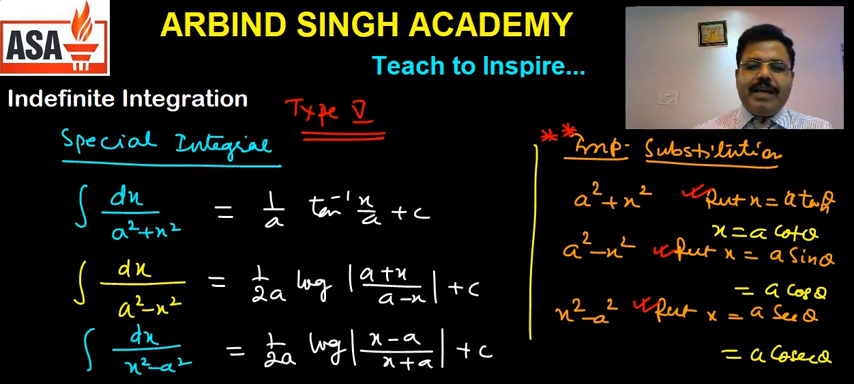 ASA
ARBIND SINGH ACADEMY
Teach to Inspire...
Indefinite Integration
Type V
Special Integral
∫ dx / (a² + x²) = 1/a tan⁻¹ x/a + c
∫ dx / (a² − x²) = 1/2a log |(a + x)/(a − x)| + c
∫ dx / (x² − a²) = 1/2a log |(x − a)/(x + a)| + c
** Imp. Substitution
a² + x² Put x = a tanθ
x = a cotθ
a² − x² Put x = a sinθ
= a cosθ
x² − a² Put x = a secθ
= a cosecθ